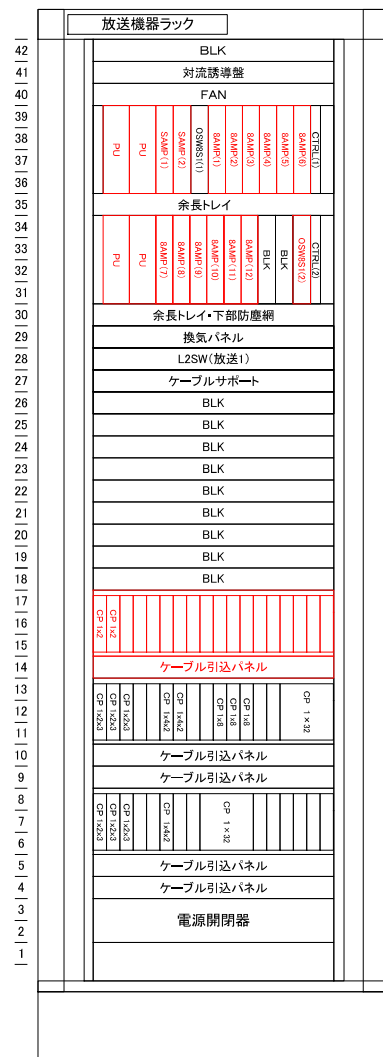 放送機器ラック
42 BLK
41 対流誘導盤
40 FAN
39
38
37
36
PU PU SAMP(1) SAMP(2) OSW8S1(1) 8AMP(1) 8AMP(2) 8AMP(3) 8AMP(4) 8AMP(5) 8AMP(6) CTRL(1)
35 余長トレイ
34
33
32
31
PU PU 8AMP(7) 8AMP(8) 8AMP(9) 8AMP(10) 8AMP(11) 8AMP(12) BLK BLK OSW8S1(2) CTRL(2)
30 余長トレイ・下部防塵網
29 換気パネル
28 L2SW(放送1)
27 ケーブルサポート
26 BLK
25 BLK
24 BLK
23 BLK
22 BLK
21 BLK
20 BLK
19 BLK
18 BLK
17
16
15
CP 1x2 CP 1x2
14 ケーブル引込パネル
13
12
11
CP 1x2x3 CP 1x2x3 CP 1x2x3 CP 1x4x2 CP 1x4x2 CP 1x8 CP 1x8 CP 1x8 CP 1×32
10 ケーブル引込パネル
9 ケーブル引込パネル
8
7
6
CP 1x2x3 CP 1x2x3 CP 1x2x3 CP 1x4x2 CP 1×32
5 ケーブル引込パネル
4 ケーブル引込パネル
3
2
電源開閉器
1